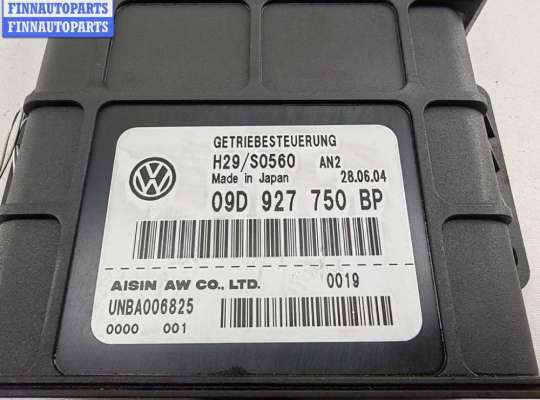 FINNAUTOPARTS
FINNAUTOPARTS
GETRIEBESTEUERUNG
H29/S0560 AN2
Made in Japan 28.06.04
09D 927 750 BP
AISIN AW CO., LTD. 0019
UNBA006825
0000 001